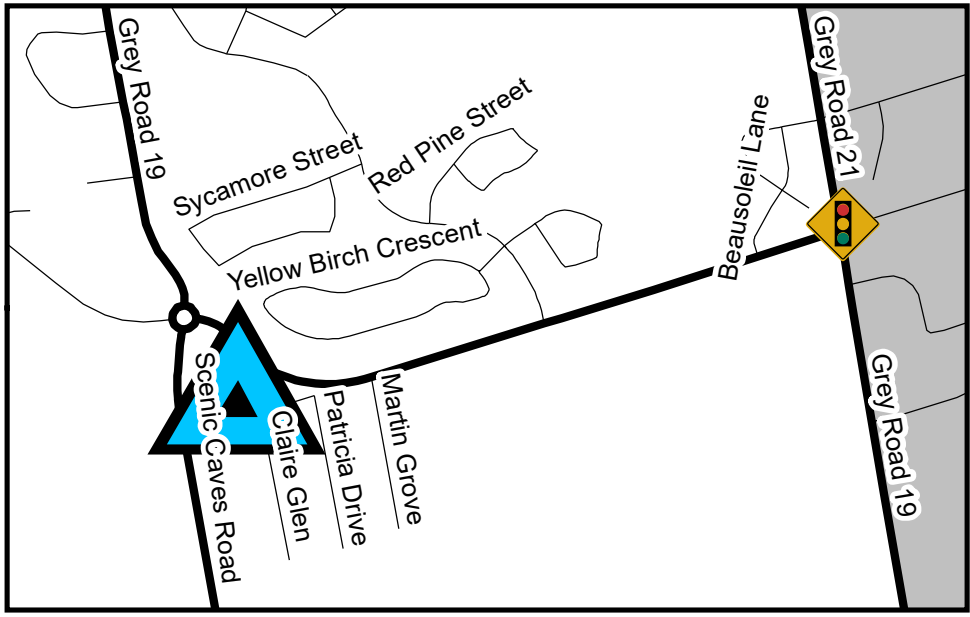 Grey Road 19
Grey Road 21
Sycamore Street
Red Pine Street
Beausoleil Lane
Yellow Birch Crescent
Scenic Caves Road
Claire Glen
Patricia Drive
Martin Grove
Grey Road 19